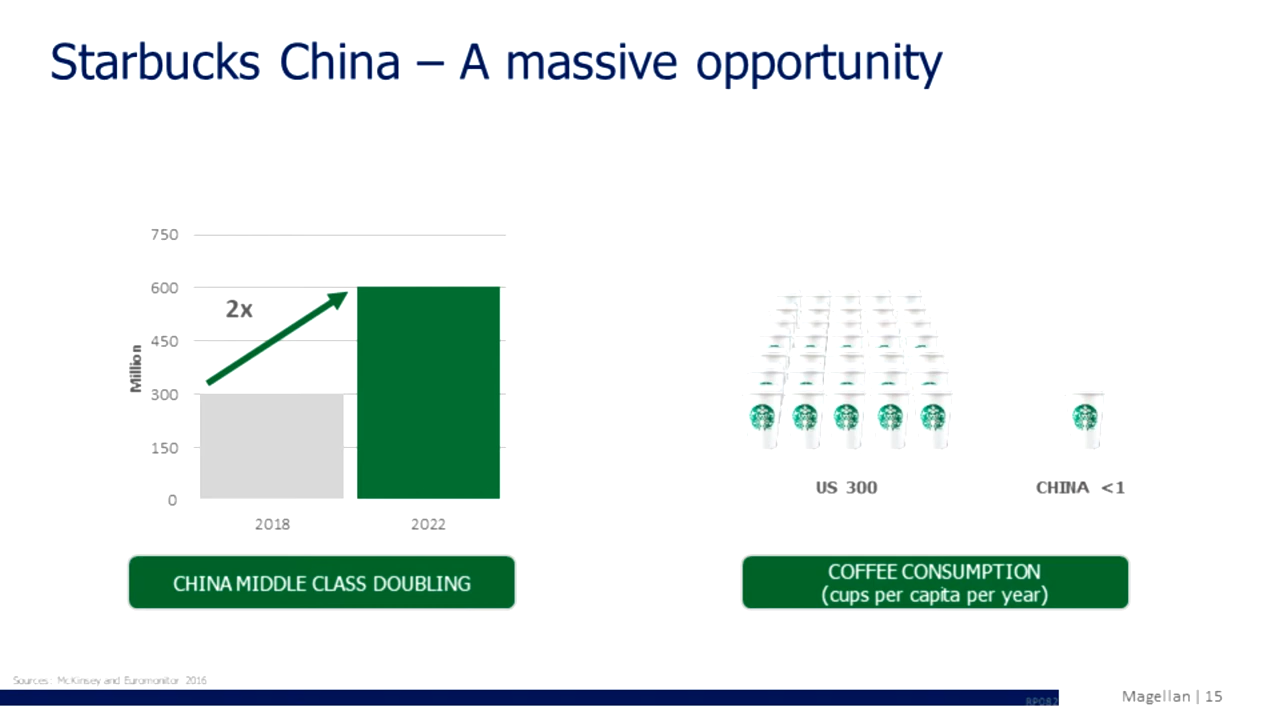 Starbucks China – A massive opportunity
750
600
450
300
150
0
Million
2x
2018
2022
US 300
CHINA <1
CHINA MIDDLE CLASS DOUBLING
COFFEE CONSUMPTION
(cups per capita per year)
Sources: McKinsey and Euromonitor 2016
Magellan | 15